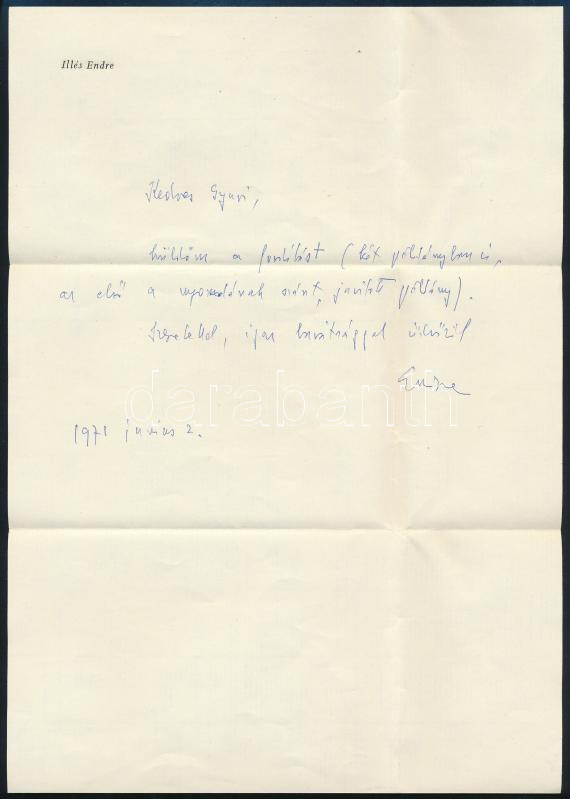 Illés Endre
Kedves Gyuri,
küldöm a fordítást (két példányban is,
az első a nyomdának szánt, javított példány).
Szeretettel, igaz barátsággal üdvözöl
Endre
1971 június 2.
darabanth